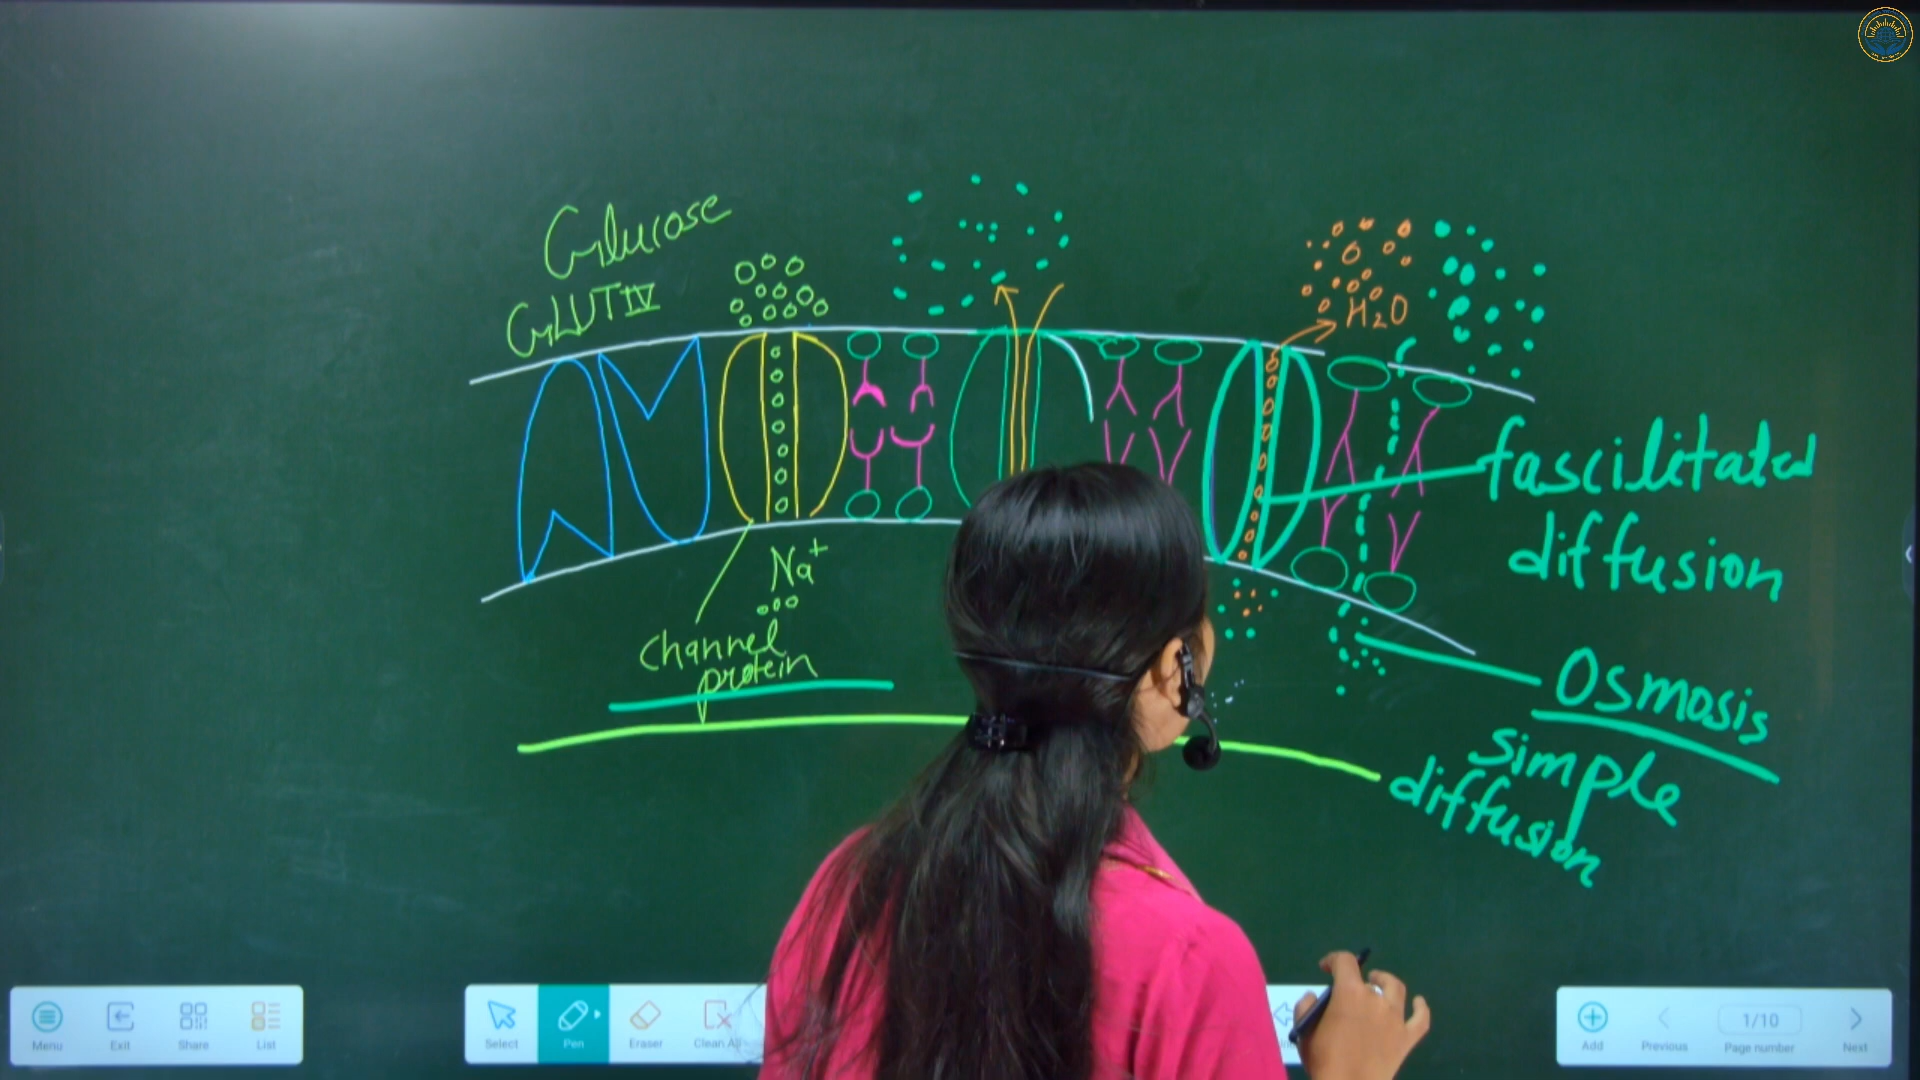 Glucose
GLUT IV
H2O
fascilitated
diffusion
Na+
Channel
protein
Osmosis
simple
diffusion
Menu
Exit
Share
List
Select
Pen
Eraser
Clean All
Add
Previous
1/10
Page number
Next